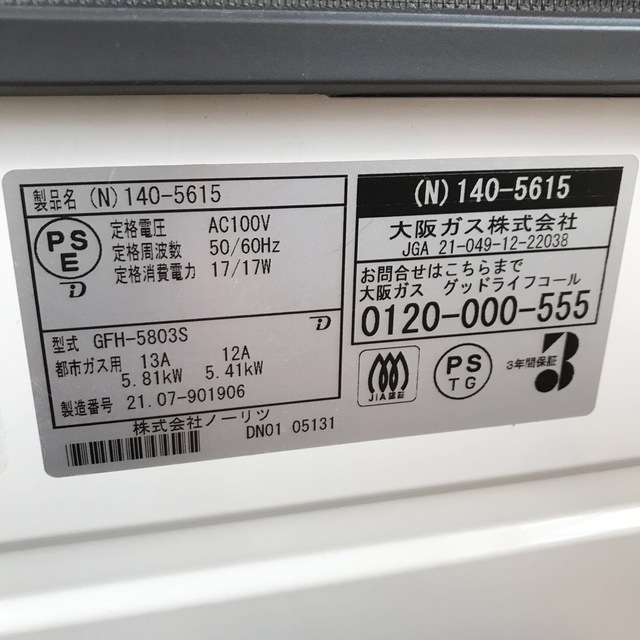 製品名 (N) 140-5615
PS
E
定格電圧 AC100V
定格周波数 50/60Hz
定格消費電力 17/17W
型式 GFH-5803S
都市ガス用 13A 12A
5.81kW 5.41kW
製造番号 21.07-901906
株式会社ノーリツ
DN01 05131
(N) 140-5615
大阪ガス株式会社
JGA 21-049-12-22038
お問合せはこちらまで
大阪ガス グッドライフコール
0120-000-555
JIA認証
PS
TG
3年間保証